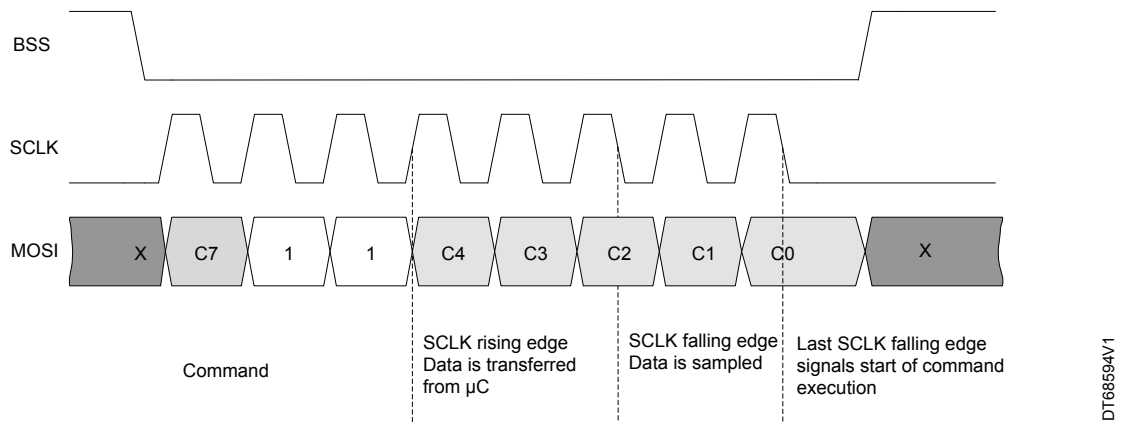 BSS
SCLK
MOSI
X
C7
1
1
C4
C3
C2
C1
C0
X
Command
SCLK rising edge
Data is transferred
from µC
SCLK falling edge
Data is sampled
Last SCLK falling edge
signals start of command
execution
DT68594V1